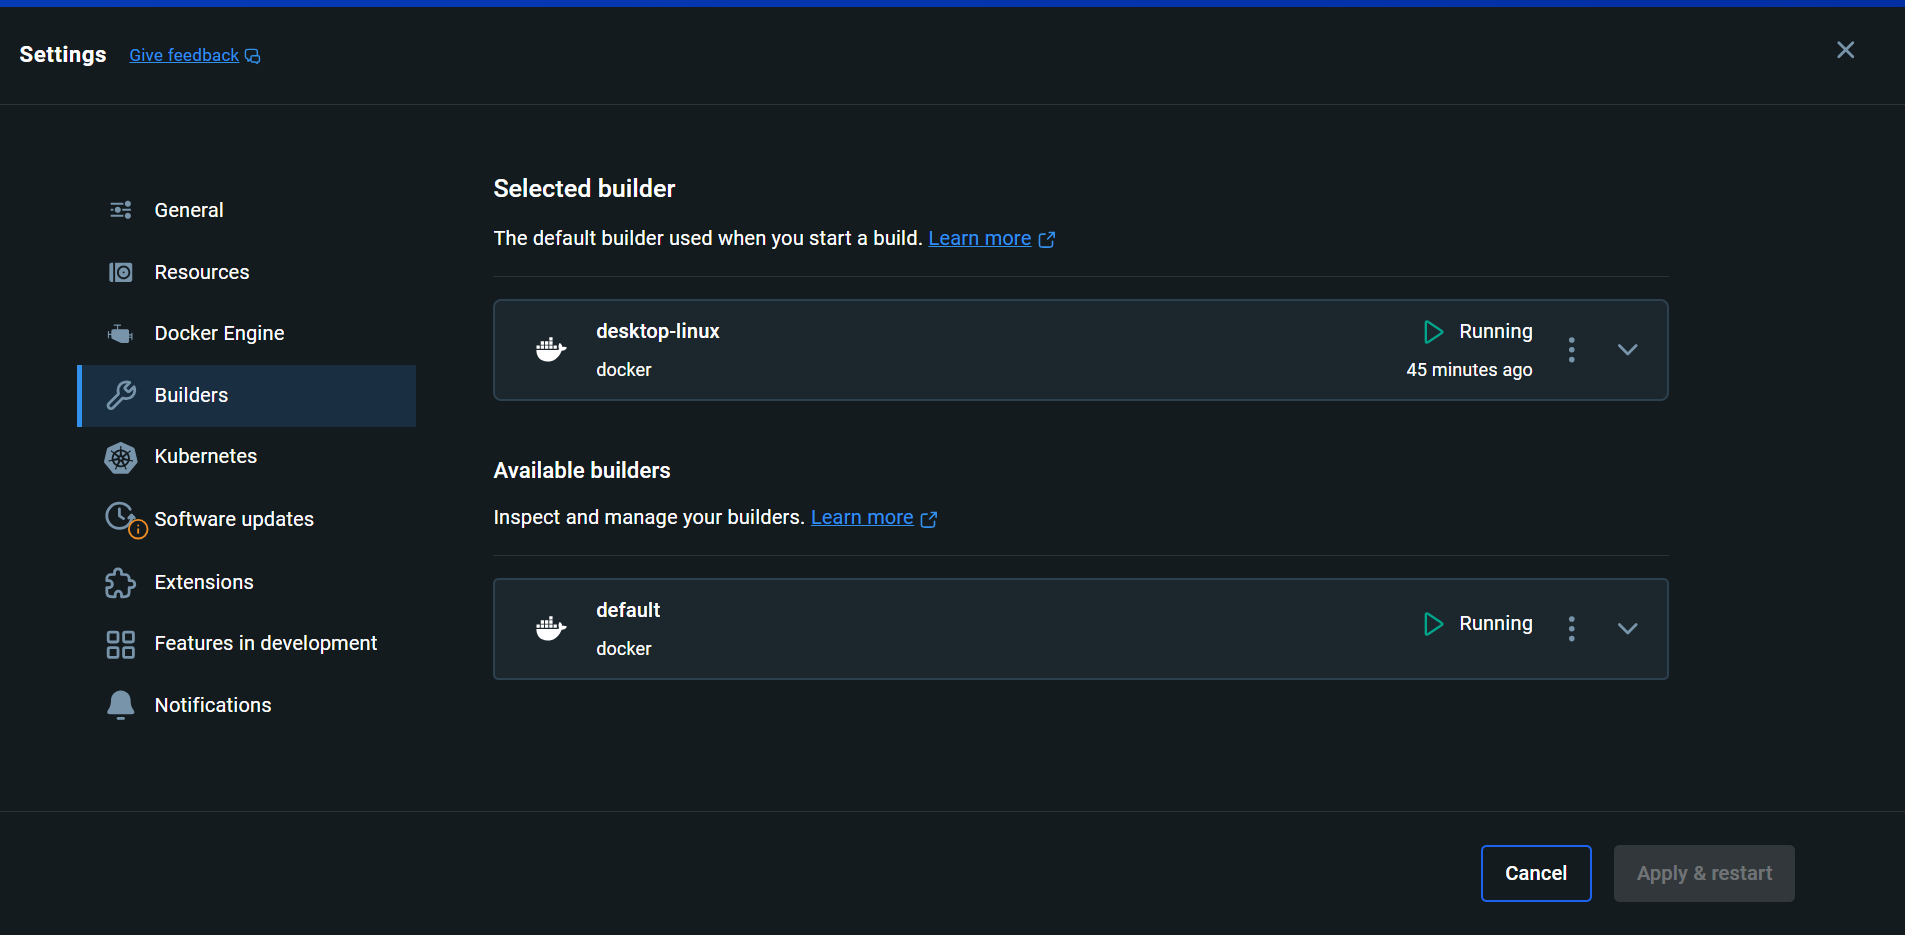 Settings
Give feedback
General
Resources
Docker Engine
Builders
Kubernetes
Software updates
Extensions
Features in development
Notifications
Selected builder
The default builder used when you start a build. Learn more
desktop-linux
docker
Running
45 minutes ago
Available builders
Inspect and manage your builders. Learn more
default
docker
Running
Cancel
Apply & restart